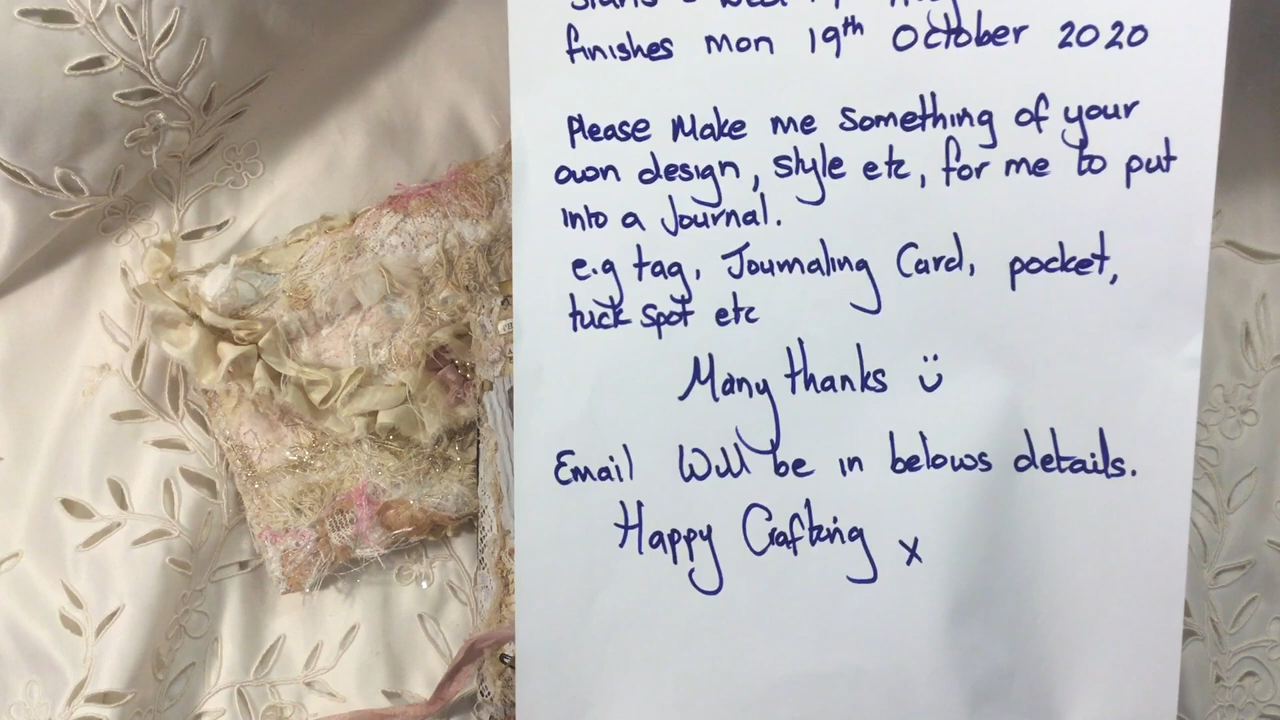 finishes mon 19th October 2020
Please Make me something of your
own design, style etc, for me to put
into a Journal.
e.g tag, Journaling Card, pocket,
tuck spot etc
Many thanks
Email Will be in belows details.
Happy Crafting x